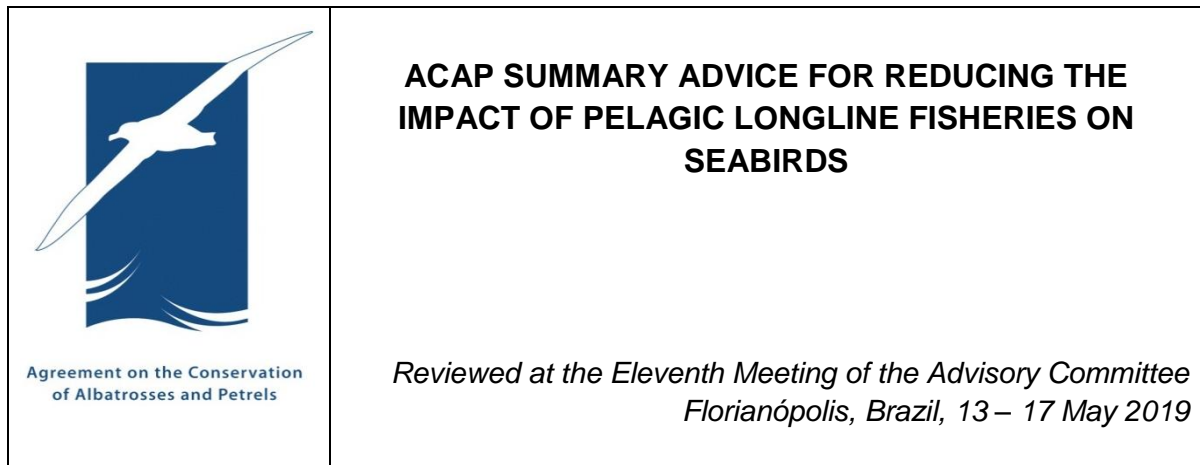 Agreement on the Conservation
of Albatrosses and Petrels
ACAP SUMMARY ADVICE FOR REDUCING THE
IMPACT OF PELAGIC LONGLINE FISHERIES ON
SEABIRDS
Reviewed at the Eleventh Meeting of the Advisory Committee
Florianópolis, Brazil, 13 – 17 May 2019